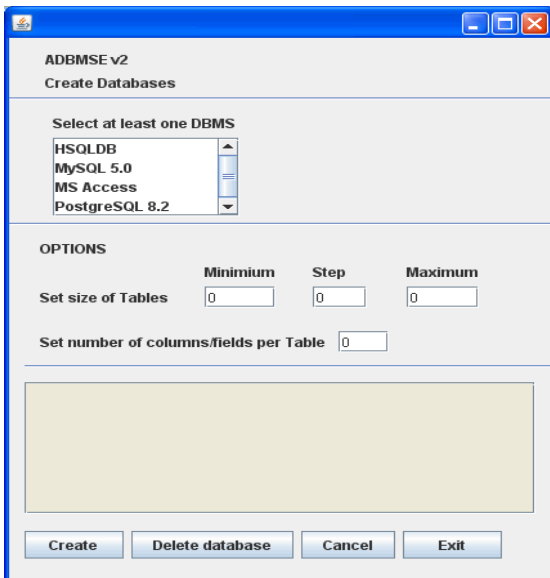 ADBMSE v2
Create Databases
Select at least one DBMS
HSQLDB
MySQL 5.0
MS Access
PostgreSQL 8.2
OPTIONS
Minimium Step Maximum
Set size of Tables 0 0 0
Set number of columns/fields per Table 0
Create Delete database Cancel Exit